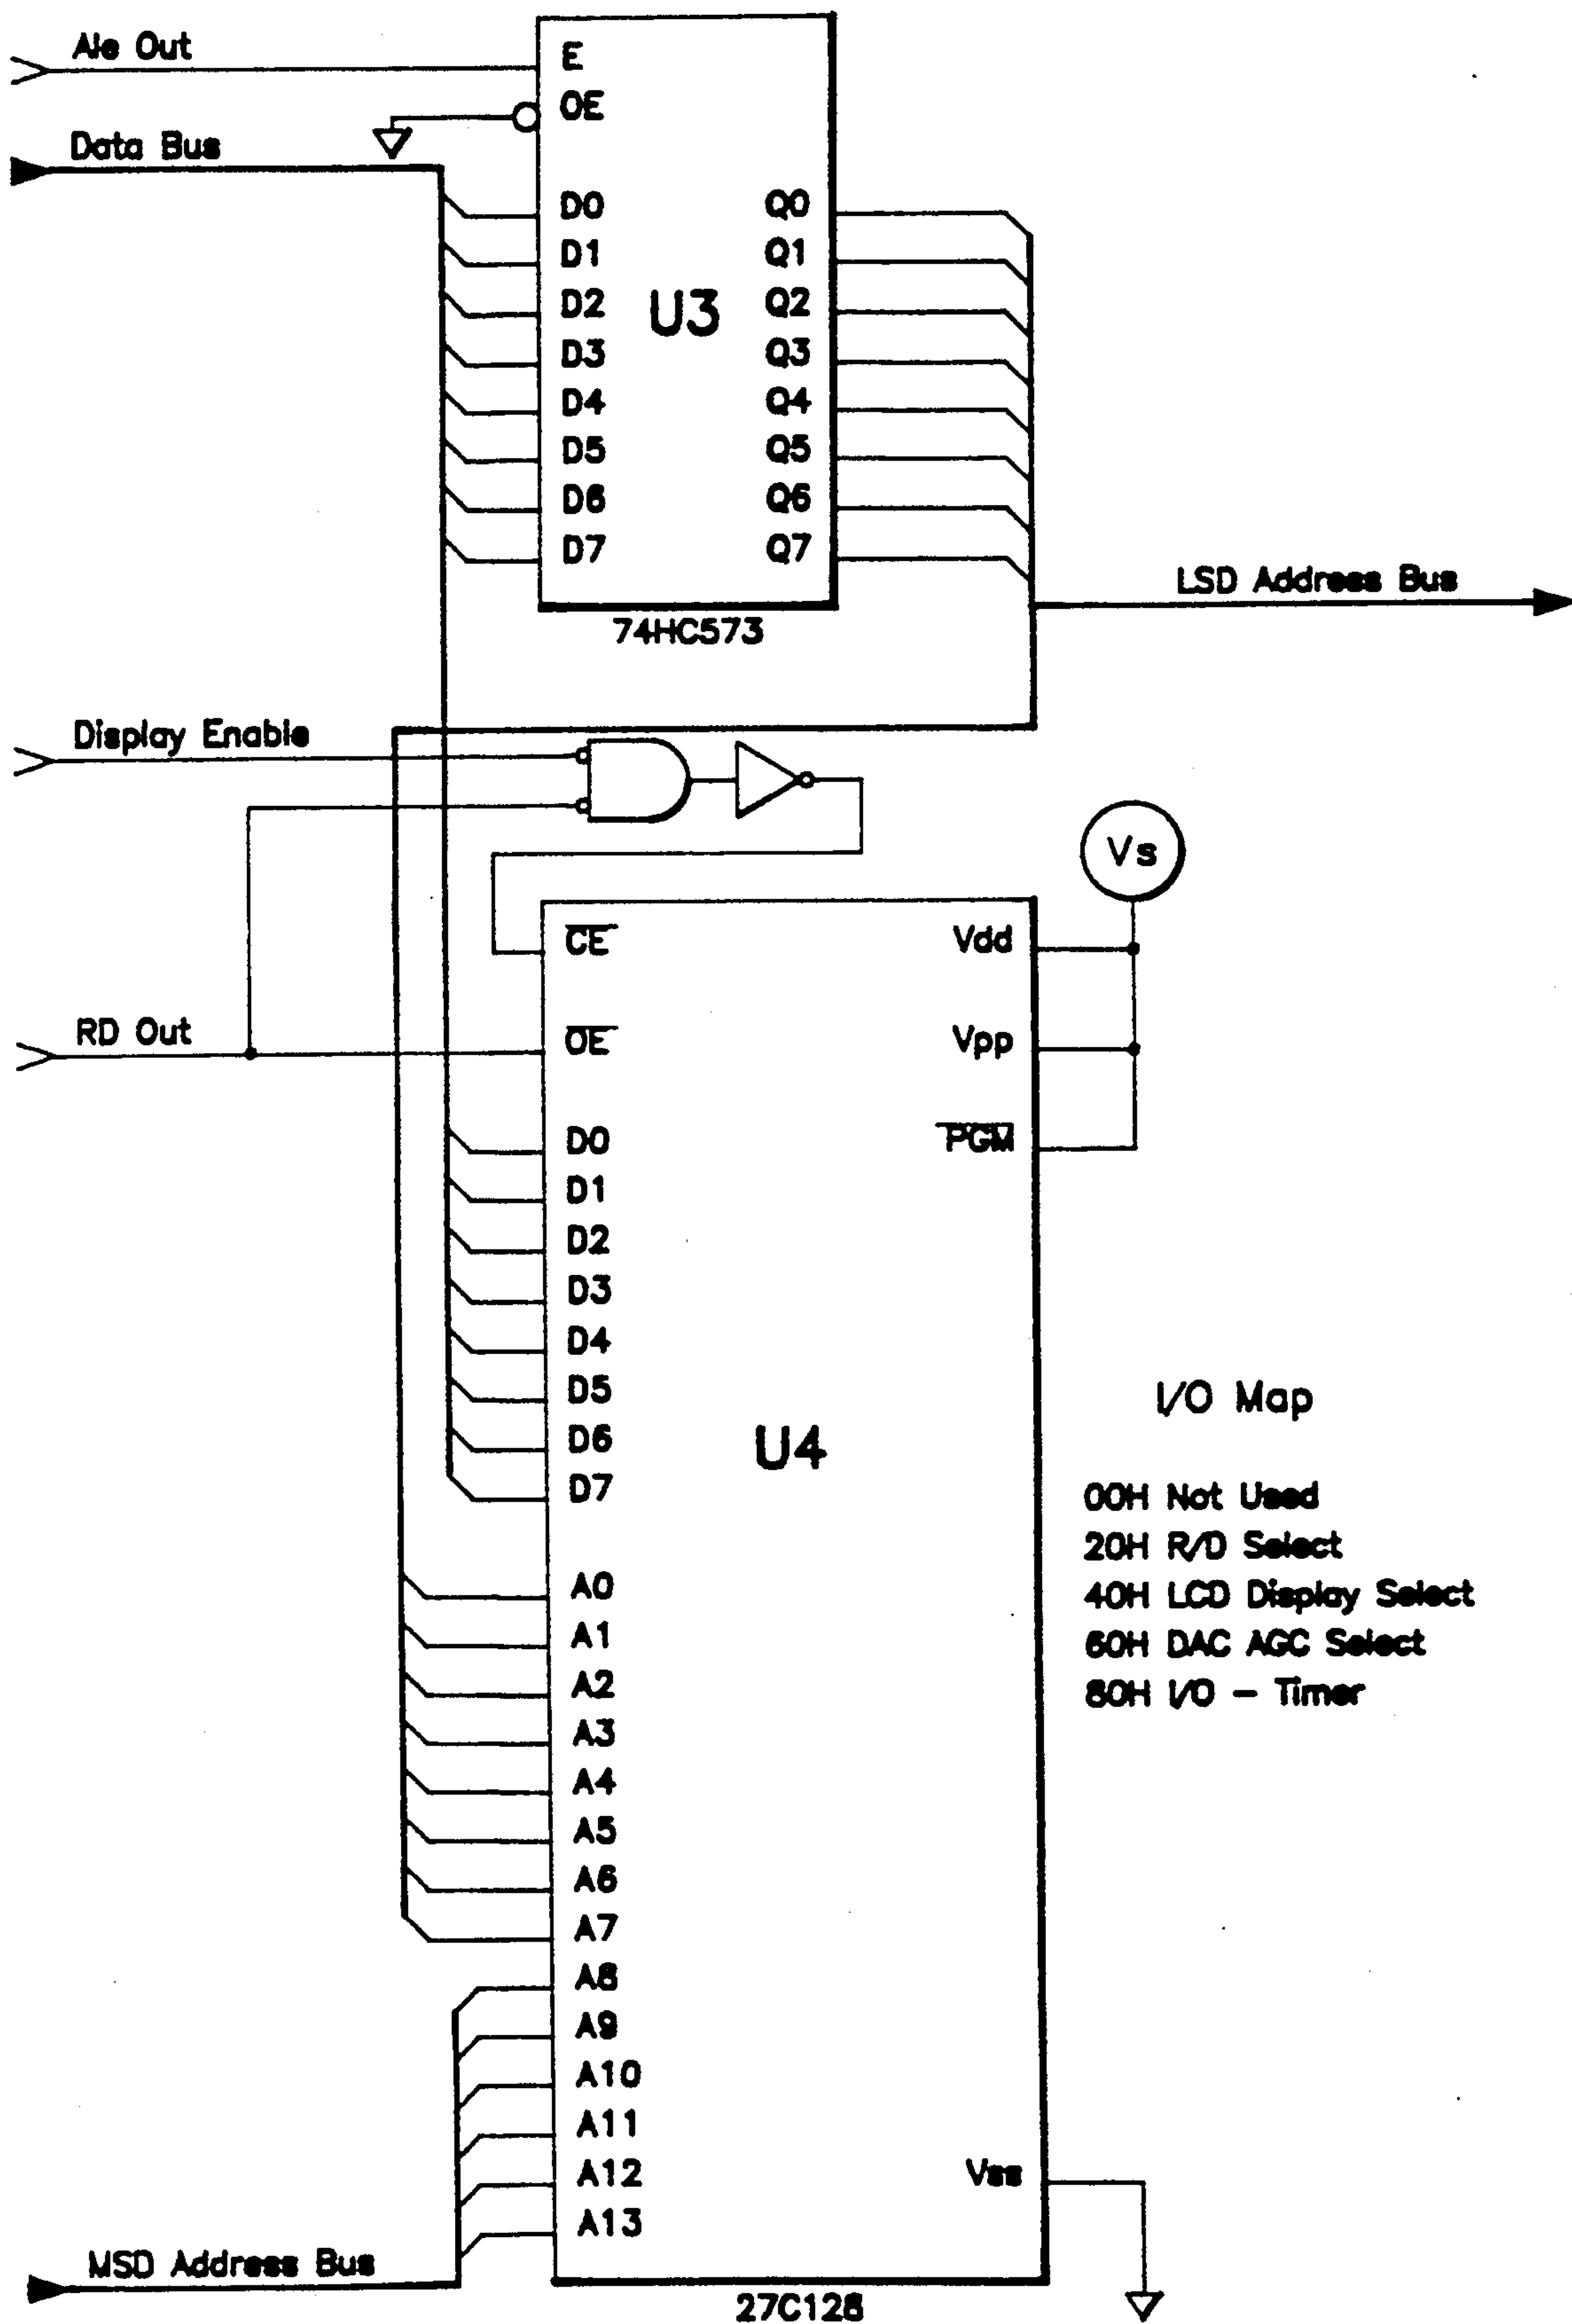 Ale Out
E
OE
Data Bus
D0 Q0
D1 Q1
D2 Q2
U3
D3 Q3
D4 Q4
D5 Q5
D6 Q6
D7 Q7
LSD Address Bus
74HC573
Display Enable
Vs
CE Vdd
RD Out
OE Vpp
D0 PGM
D1
D2
D3
D4
D5
D6
U4
D7
I/O Map
00H Not Used
20H R/D Select
40H LCD Display Select
60H DAC AGC Select
80H I/O - Timer
A0
A1
A2
A3
A4
A5
A6
A7
A8
A9
A10
A11
A12 Vss
A13
MSD Address Bus
27C128